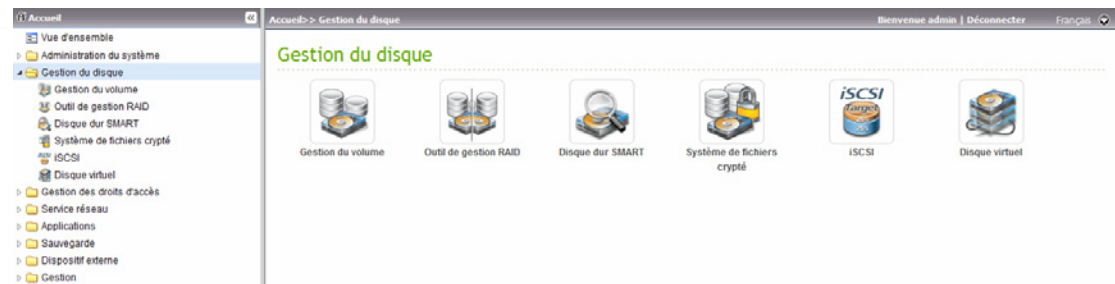 Accueil
Accueil>> Gestion du disque
Bienvenue admin | Déconnecter
Français
Vue d'ensemble
Administration du système
Gestion du disque
Gestion du volume
Outil de gestion RAID
Disque dur SMART
Système de fichiers crypté
iSCSI
Disque virtuel
Gestion des droits d'accès
Service réseau
Applications
Sauvegarde
Dispositif externe
Gestion
Gestion du disque
iSCSI
Target
Gestion du volume
Outil de gestion RAID
Disque dur SMART
Système de fichiers
crypté
iSCSI
Disque virtuel